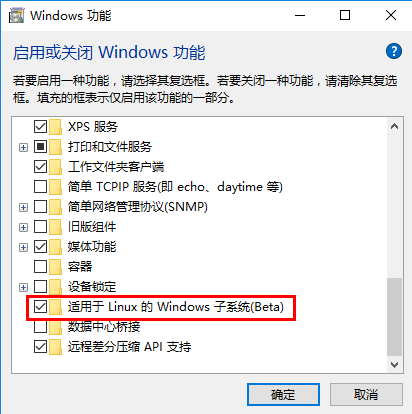 Windows 功能
启用或关闭 Windows 功能
若要启用一种功能,请选择其复选框。若要关闭一种功能,请清除其复选
框。填充的框表示仅启用该功能的一部分。
XPS 服务
打印和文件服务
工作文件夹客户端
简单 TCPIP 服务(即 echo、daytime 等)
简单网络管理协议(SNMP)
旧版组件
媒体功能
容器
设备锁定
适用于 Linux 的 Windows 子系统(Beta)
数据中心桥接
远程差分压缩 API 支持
确定
取消